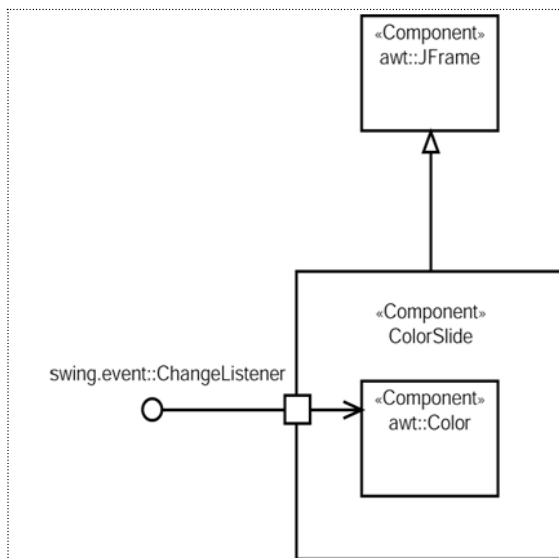 «Component»
awt::JFrame
«Component»
ColorSlide
swing.event::ChangeListener
«Component»
awt::Color